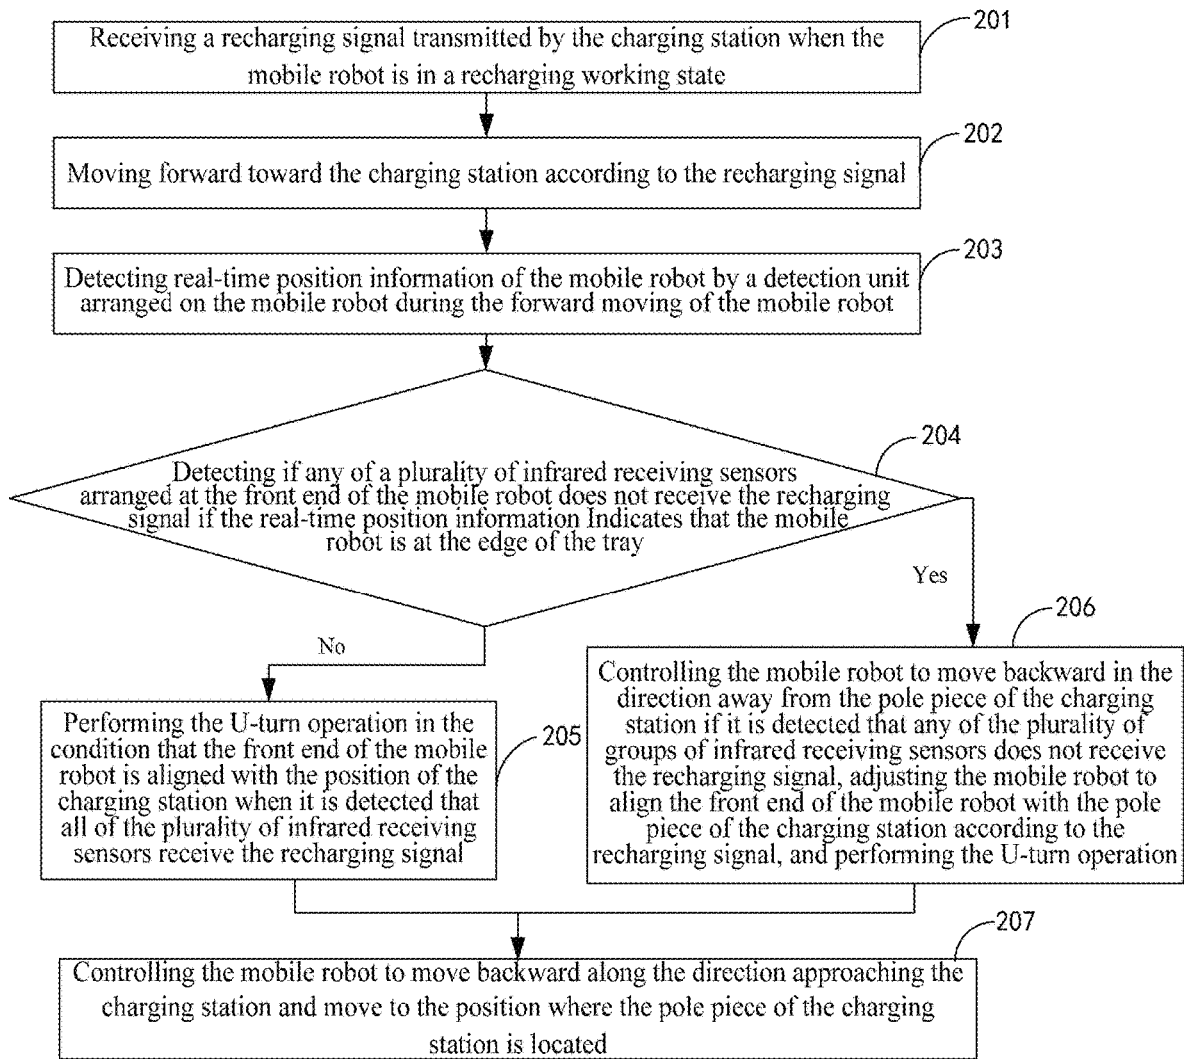 201
Receiving a recharging signal transmitted by the charging station when the
mobile robot is in a recharging working state
202
Moving forward toward the charging station according to the recharging signal
203
Detecting real-time position information of the mobile robot by a detection unit
arranged on the mobile robot during the forward moving of the mobile robot
204
Detecting if any of a plurality of infrared receiving sensors
arranged at the front end of the mobile robot does not receive the recharging
signal if the real-time position information Indicates that the mobile
robot is at the edge of the tray
Yes
No
206
Controlling the mobile robot to move backward in the
direction away from the pole piece of the charging
station if it is detected that any of the plurality of
groups of infrared receiving sensors does not receive
the recharging signal, adjusting the mobile robot to
align the front end of the mobile robot with the pole
piece of the charging station according to the
recharging signal, and performing the U-turn operation
205
Performing the U-turn operation in the
condition that the front end of the mobile
robot is aligned with the position of the
charging station when it is detected that
all of the plurality of infrared receiving
sensors receive the recharging signal
207
Controlling the mobile robot to move backward along the direction approaching the
charging station and move to the position where the pole piece of the charging
station is located